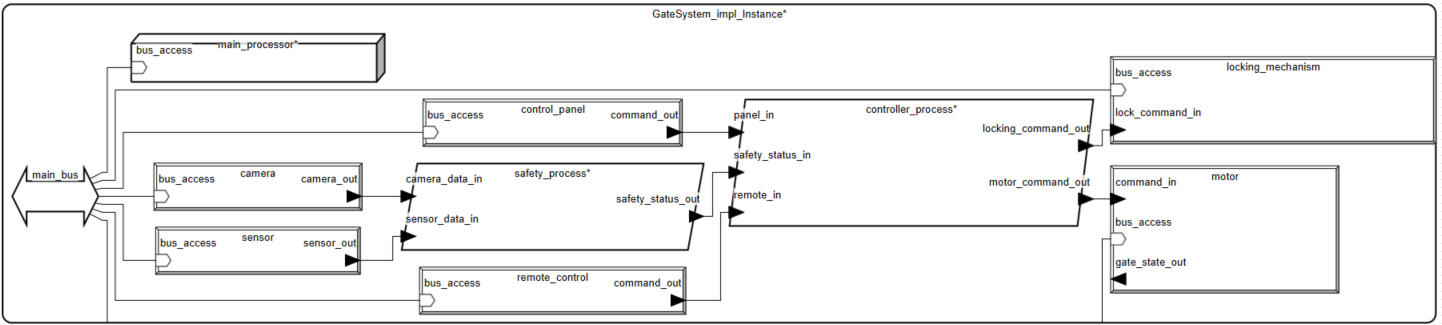 GateSystem_impl_Instance*
main_processor*
bus_access
main_bus
control_panel
bus_access
command_out
camera
bus_access
camera_out
sensor
bus_access
sensor_out
safety_process*
camera_data_in
sensor_data_in
safety_status_out
remote_control
bus_access
command_out
controller_process*
panel_in
safety_status_in
remote_in
locking_command_out
motor_command_out
locking_mechanism
bus_access
lock_command_in
motor
command_in
bus_access
gate_state_out